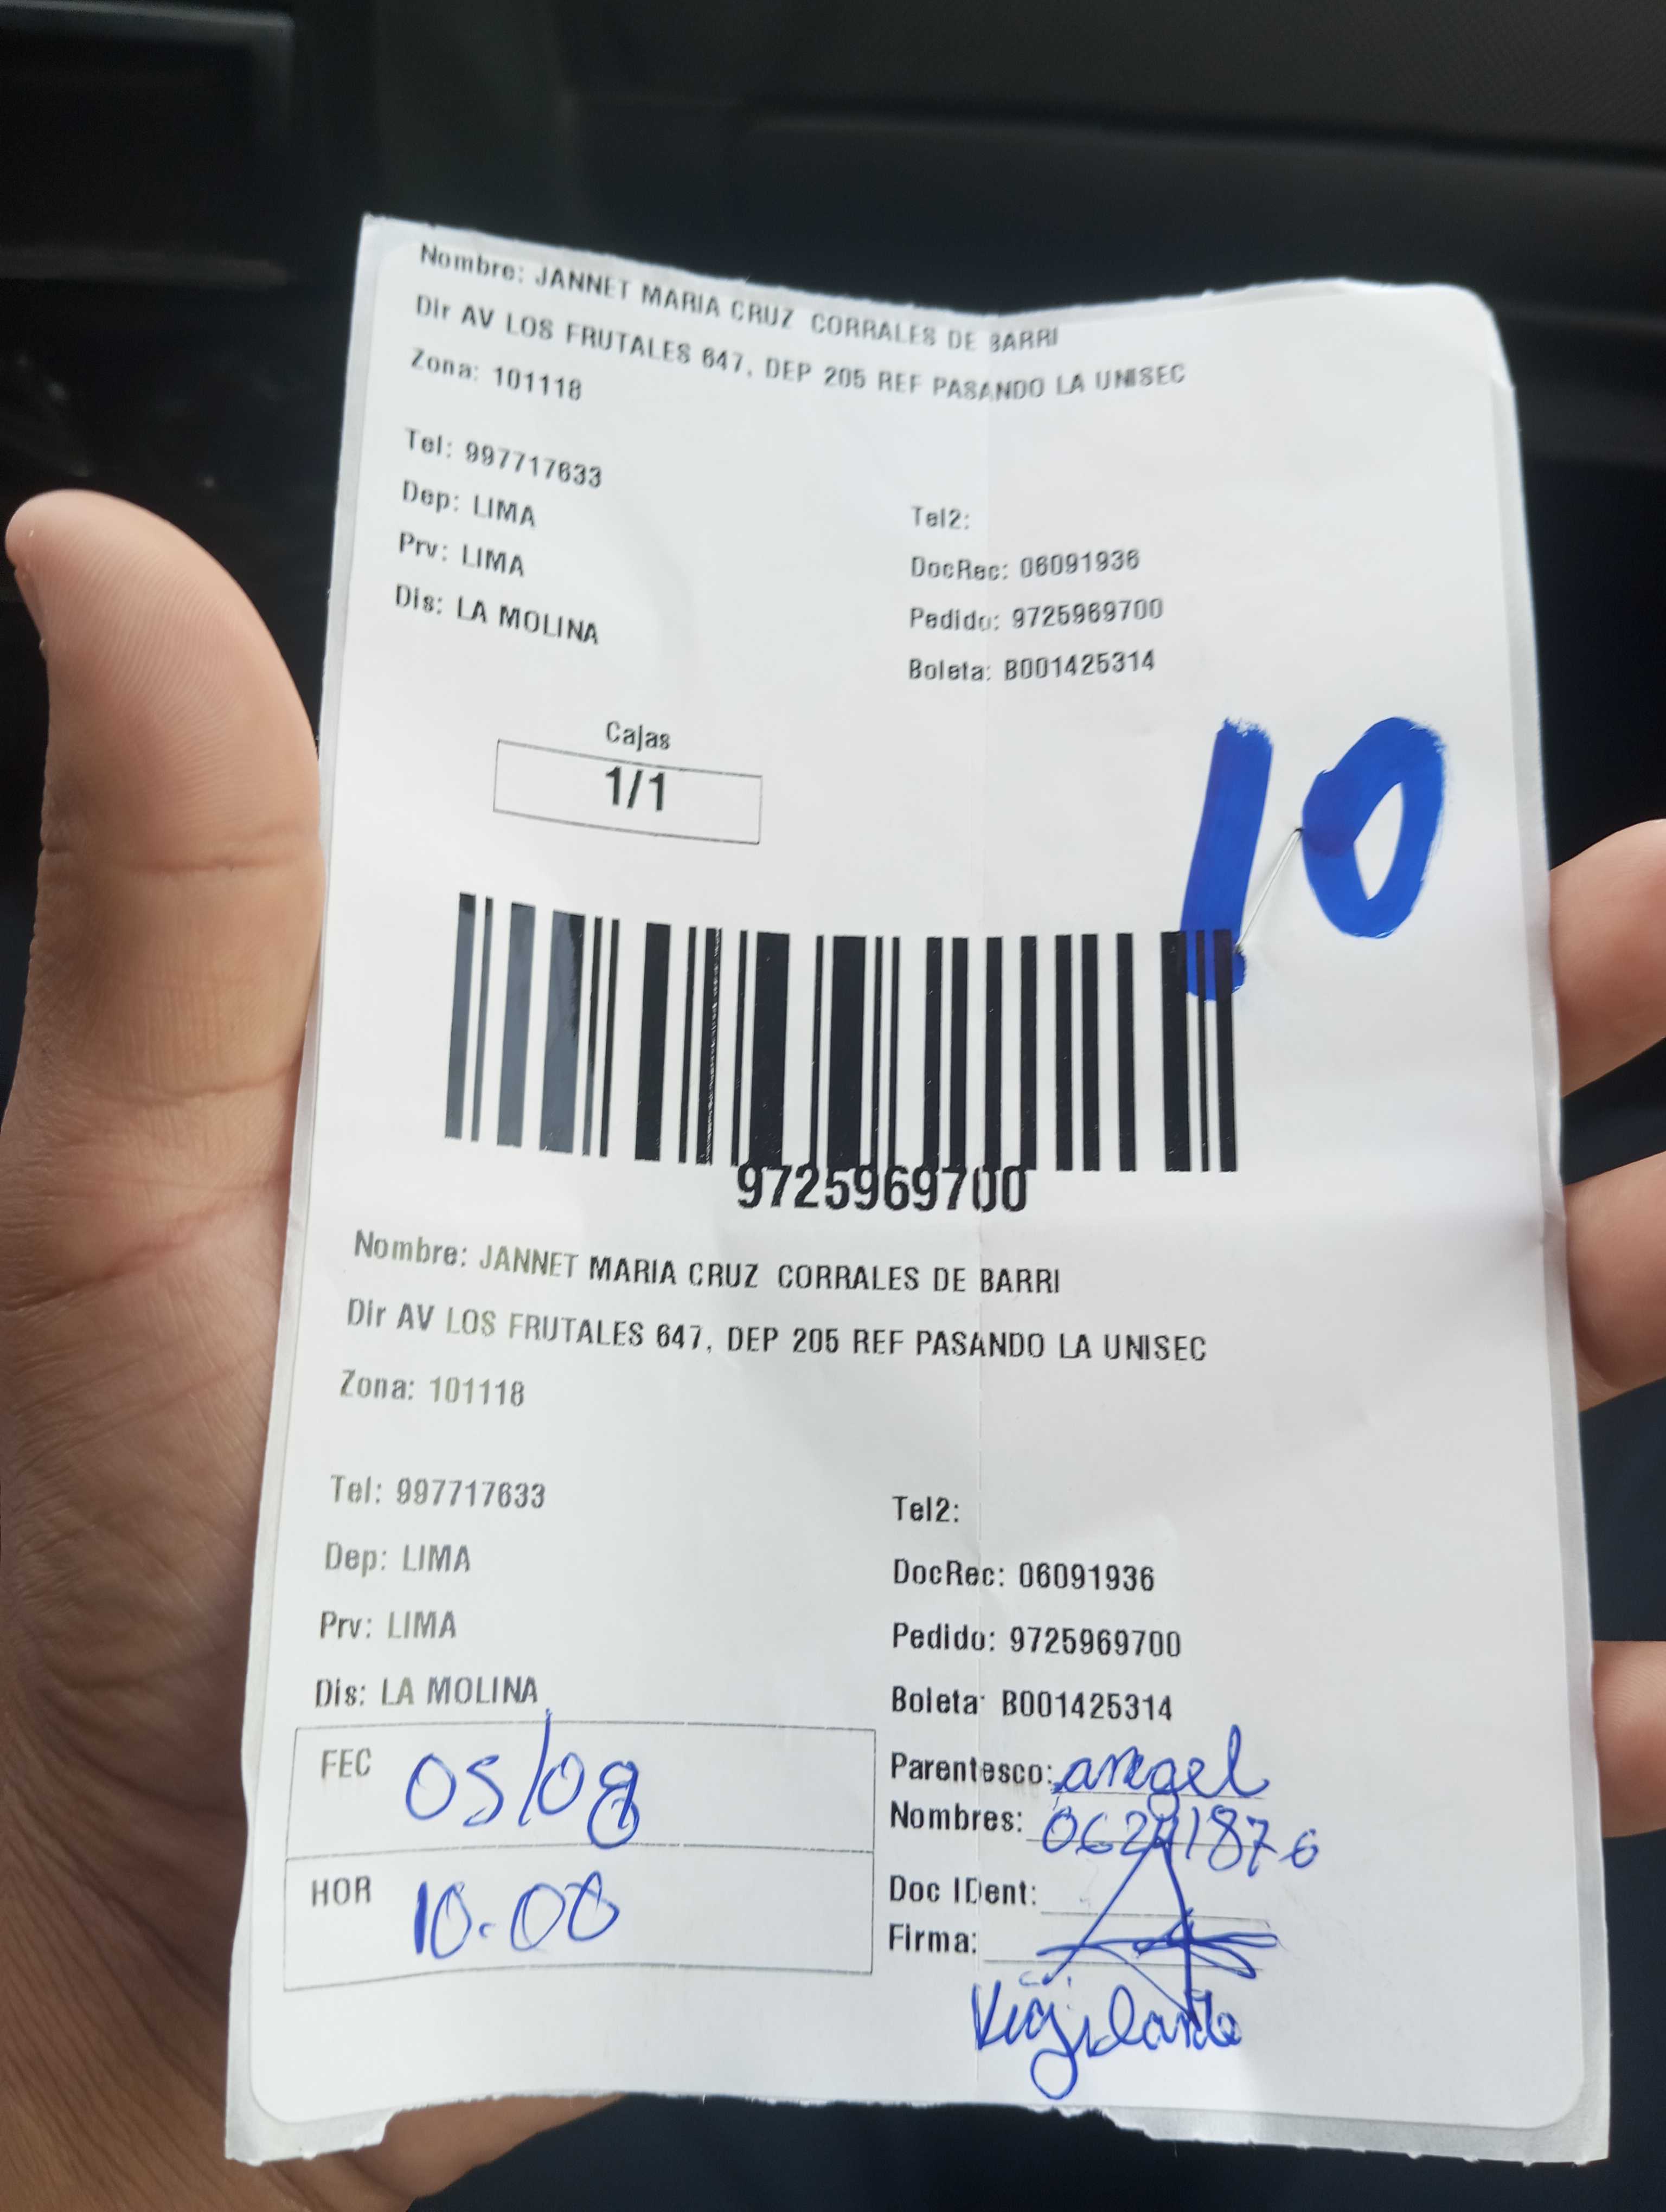 Nombre: JANNET MARIA CRUZ CORRALES DE BARRI
Dir AV LOS FRUTALES 647, DEP 205 REF PASANDO LA UNISEC
Zona: 101118
Tel: 997717633
Tel2:
Dep: LIMA
DocRec: 06091936
Prv: LIMA
Pedido: 9725969700
Dis: LA MOLINA
Boleta: B001425314
Cajas
1/1
10
9725969700
Nombre: JANNET MARIA CRUZ CORRALES DE BARRI
Dir AV LOS FRUTALES 647, DEP 205 REF PASANDO LA UNISEC
Zona: 101118
Tel: 997717633
Tel2:
Dep: LIMA
DocRec: 06091936
Prv: LIMA
Pedido: 9725969700
Dis: LA MOLINA
Boleta: B001425314
FEC 05/08
Parentesco: angel
Nombres:
HOR 10.00
Doc IDent:
Firma:
Vigilante